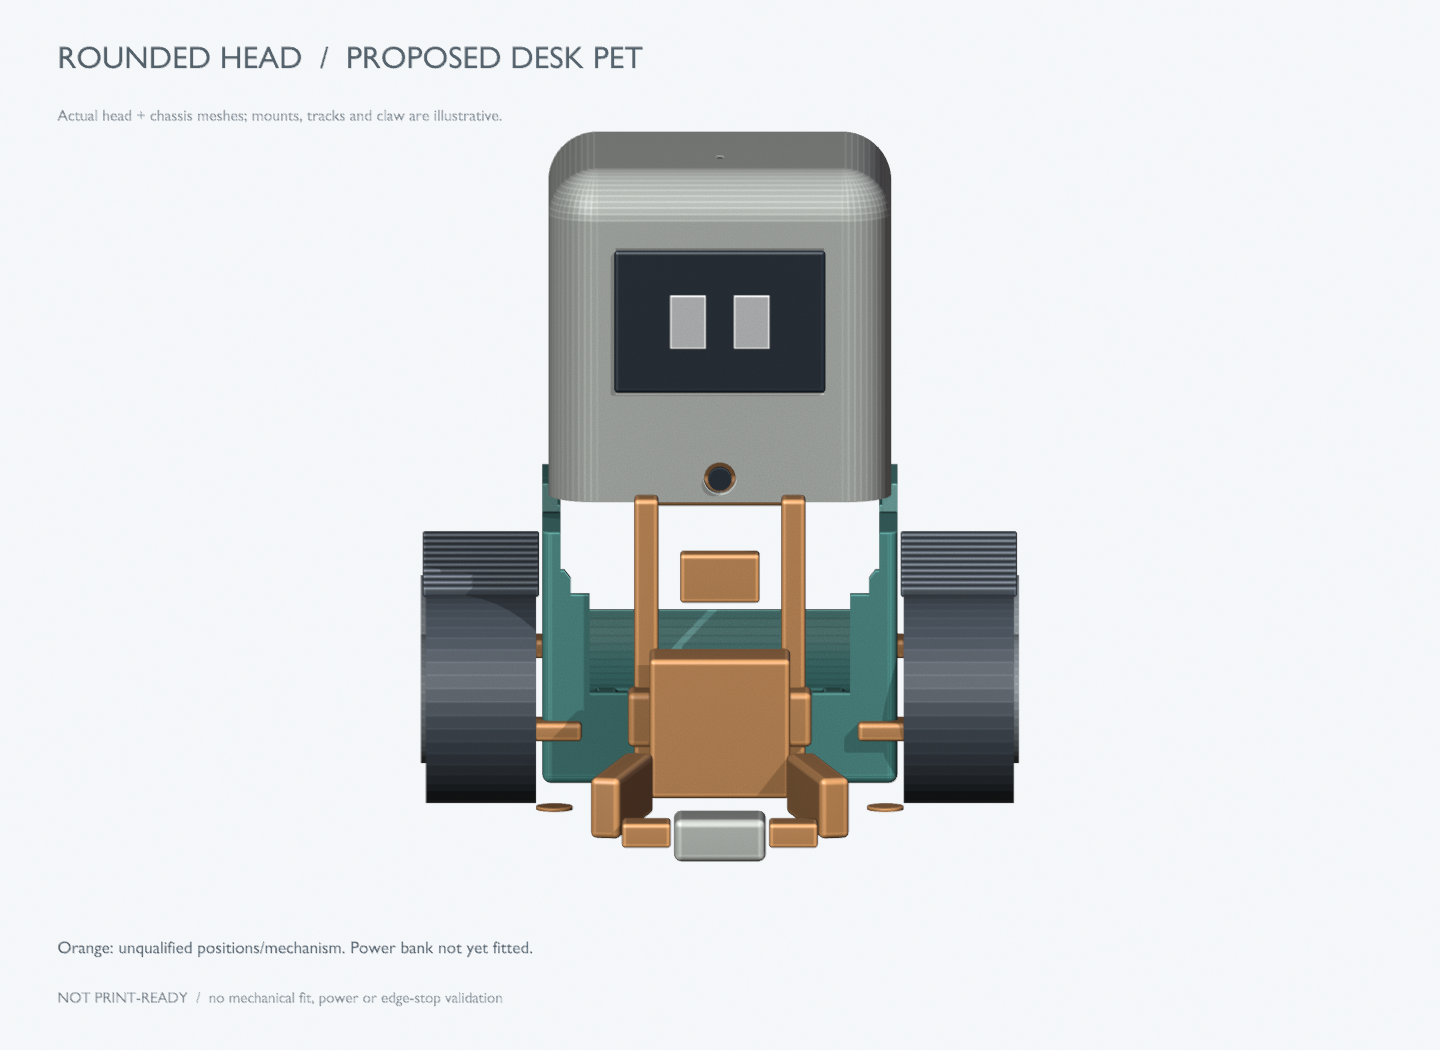 ROUNDED HEAD / PROPOSED DESK PET
Actual head + chassis meshes; mounts, tracks and claw are illustrative.
Orange: unqualified positions/mechanism. Power bank not yet fitted.
NOT PRINT-READY / no mechanical fit, power or edge-stop validation